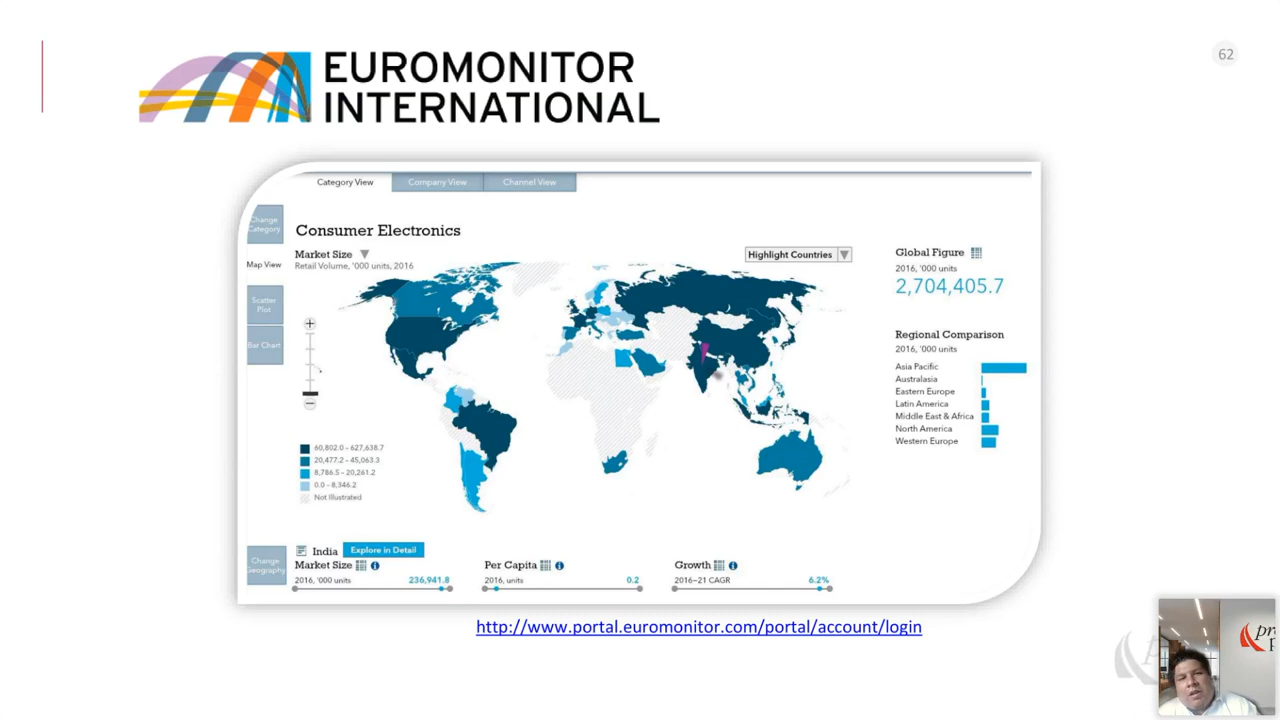 62
EUROMONITOR
INTERNATIONAL
Category View
Company View
Channel View
Change
Category
Consumer Electronics
Market Size
Retail Volume, '000 units, 2016
Highlight Countries
Map View
Scatter
Plot
Bar Chart
+
60,802.0 - 627,638.7
20,477.2 - 45,063.3
8,786.5 - 20,261.2
0.0 - 8,346.2
Not Illustrated
Global Figure
2016, '000 units
2,704,405.7
Regional Comparison
2016, '000 units
Asia Pacific
Australasia
Eastern Europe
Latin America
Middle East & Africa
North America
Western Europe
Change
Geography
India
Explore in Detail
Market Size
2016, '000 units 236,941.8
Per Capita
2016, units 0.2
Growth
2016-21 CAGR 6.2%
http://www.portal.euromonitor.com/portal/account/login